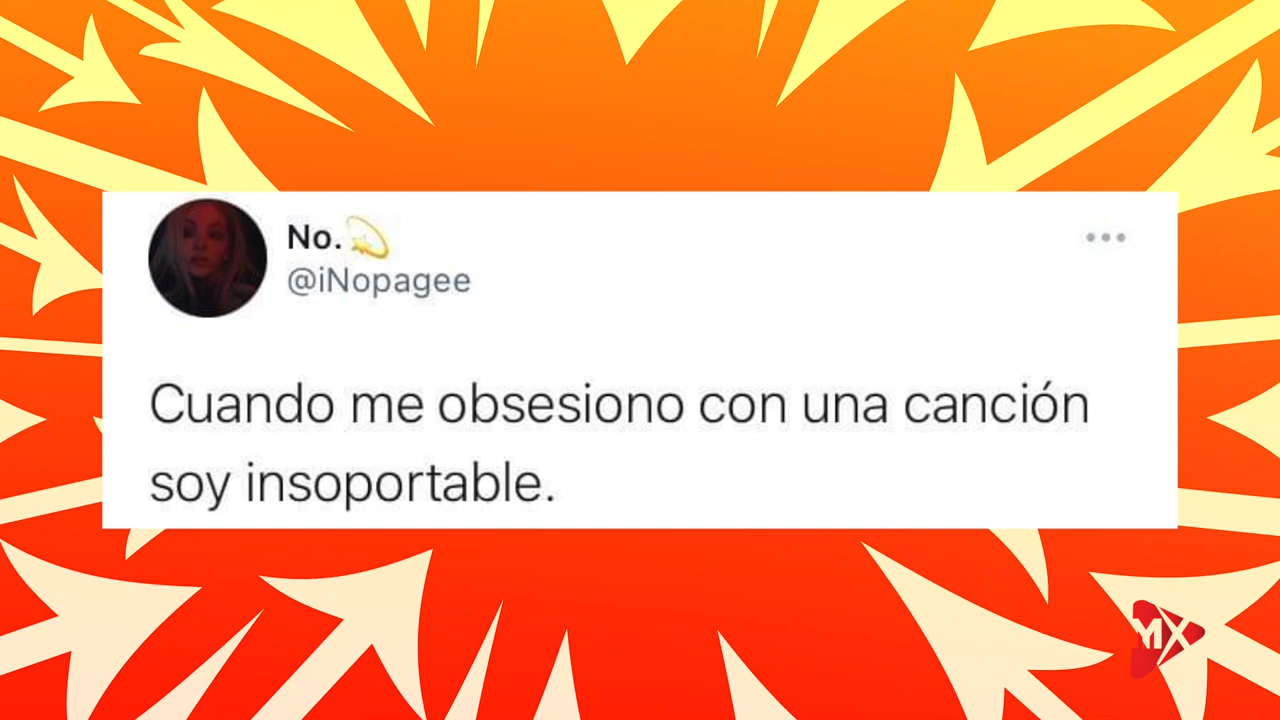 No.💫
@iNopagee
Cuando me obsesiono con una canción
soy insoportable.
MX